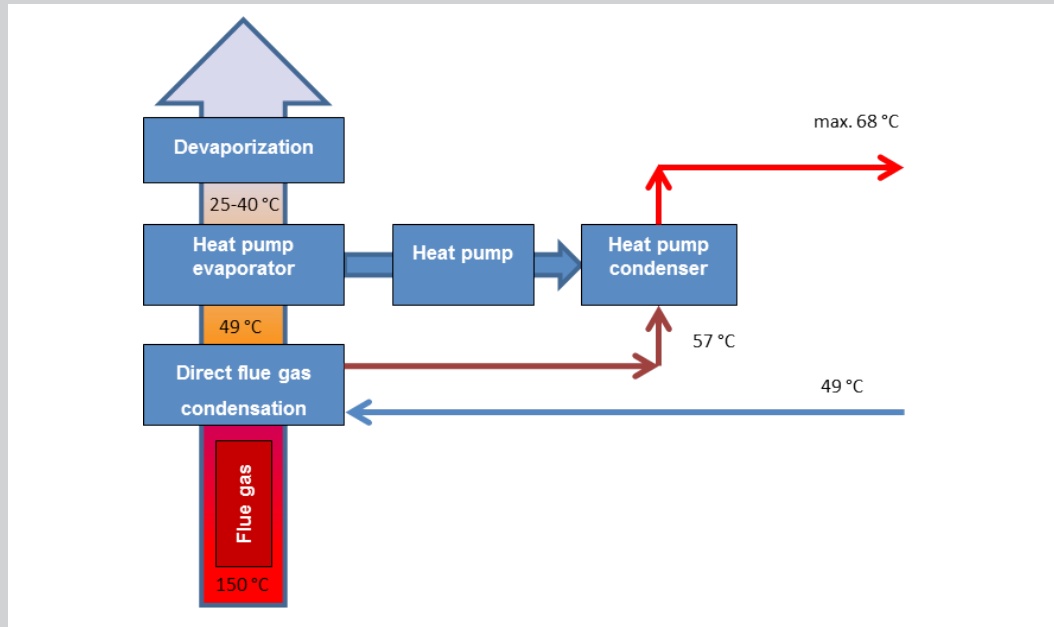 max. 68 °C
Devaporization
25-40 °C
Heat pump
evaporator
Heat pump
Heat pump
condenser
49 °C
57 °C
Direct flue gas
condensation
49 °C
Flue gas
150 °C